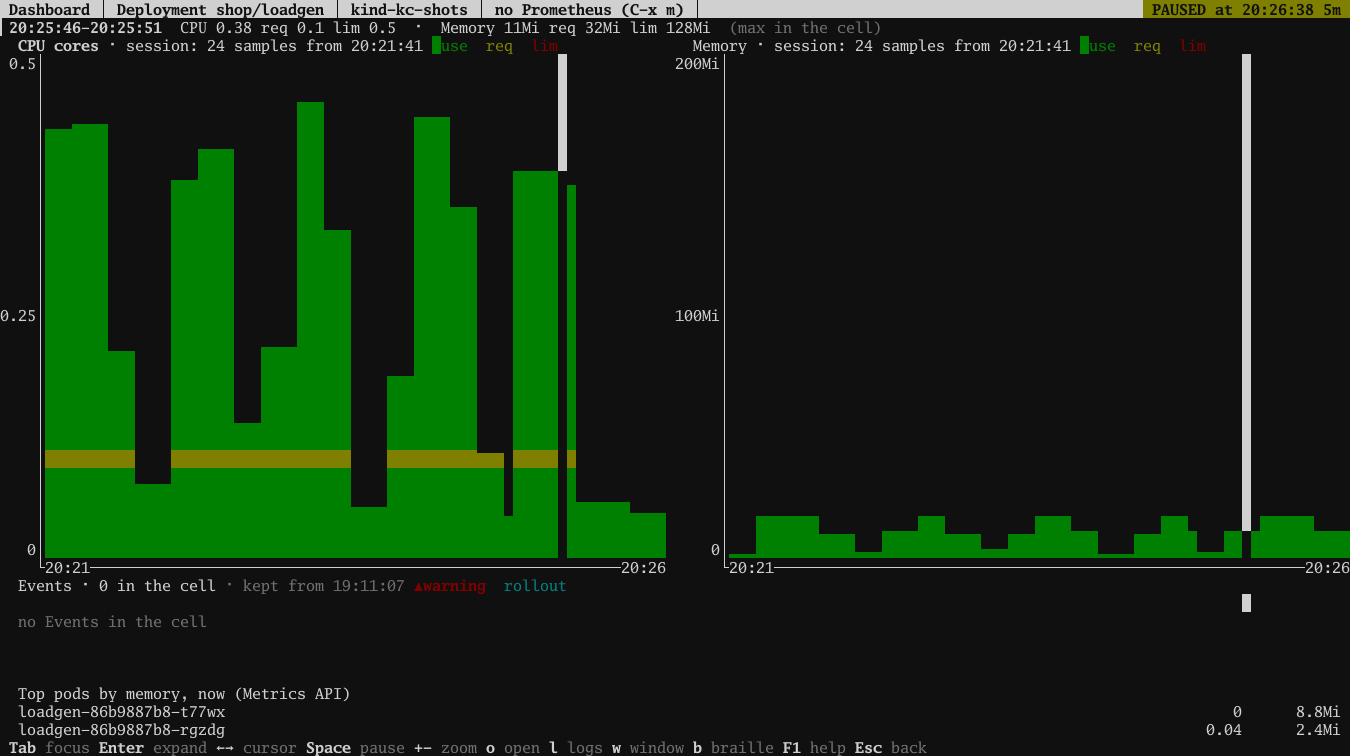 Dashboard Deployment shop/loadgen kind-kc-shots no Prometheus (C-x m) PAUSED at 20:26:38 5m
20:25:46-20:25:51 CPU 0.38 req 0.1 lim 0.5 · Memory 11Mi req 32Mi lim 128Mi (max in the cell)
CPU cores · session: 24 samples from 20:21:41 use req lim
Memory · session: 24 samples from 20:21:41 use req lim
0.5
0.25
0
20:21 20:26
200Mi
100Mi
0
20:21 20:26
Events · 0 in the cell · kept from 19:11:07 ▲warning rollout
no Events in the cell
Top pods by memory, now (Metrics API)
loadgen-86b9887b8-t77wx 0 8.8Mi
loadgen-86b9887b8-rgzdg 0.04 2.4Mi
Tab focus Enter expand ←→ cursor Space pause +- zoom o open l logs w window b braille F1 help Esc back